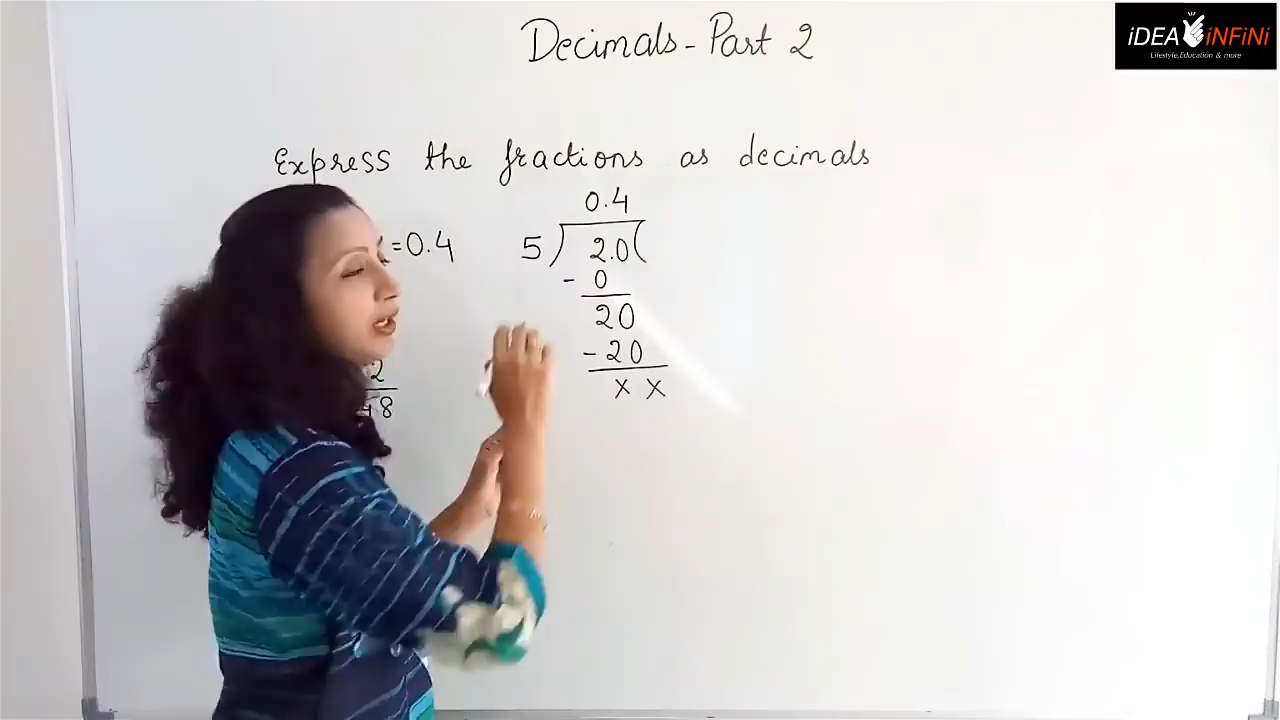 Decimals - Part 2
iDEA iNFiNi
Lifestyle,Education & more
Express the fractions as decimals
0.4
=0.4
5) 2.0(
- 0
20
- 20
x x
2
8